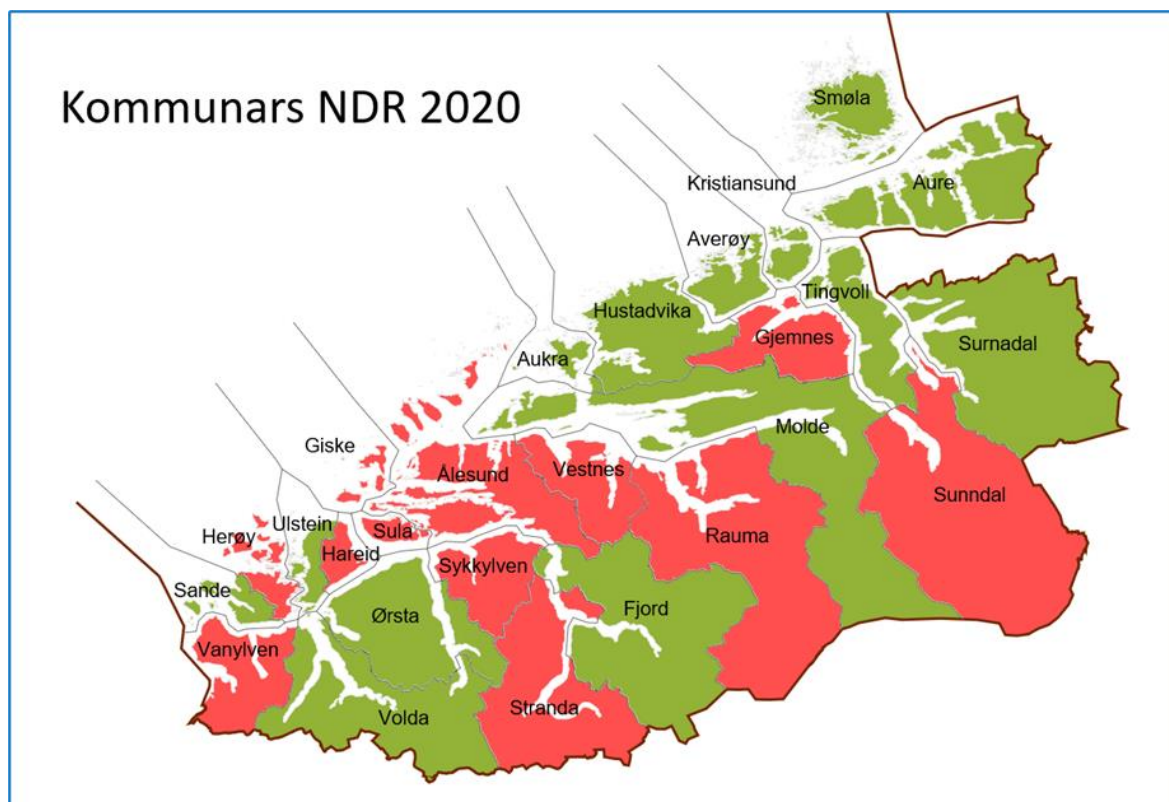 Kommunars NDR 2020
Smøla
Kristiansund
Aure
Averøy
Tingvoll
Hustadvika
Gjemnes
Surnadal
Aukra
Molde
Giske
Ålesund
Vestnes
Sunndal
Ulstein
Sula
Herøy
Hareid
Rauma
Sykkylven
Sande
Ørsta
Fjord
Vanylven
Stranda
Volda